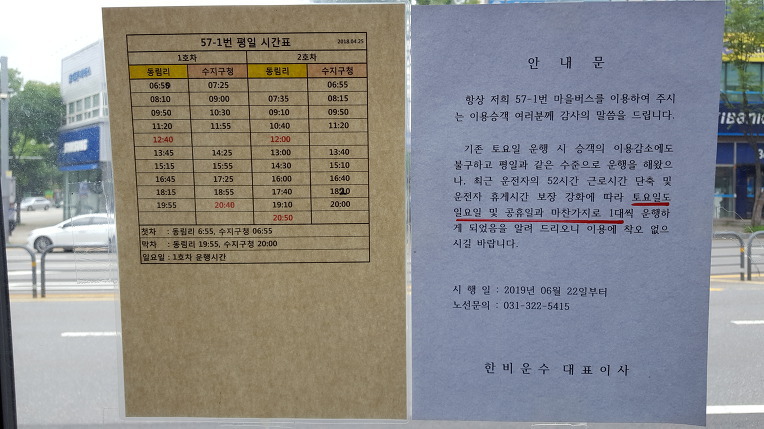 57-1번 평일 시간표 2018.04.25
1호차 2호차
동림리 수지구청 동림리 수지구청
06:55 07:25 06:55
08:10 09:00 07:35 08:15
09:50 10:30 09:10 09:50
11:20 11:55 10:40 11:20
12:40 12:00
13:45 14:25 13:00 13:40
15:15 15:55 14:30 15:10
16:45 17:25 16:00 16:40
18:15 18:55 17:40 18:20
19:55 20:40 19:10 20:00
20:50
첫차 : 동림리 6:55, 수지구청 06:55
막차 : 동림리 19:55, 수지구청 20:00
일요일 : 1호차 운행시간
안 내 문
항상 저희 57-1번 마을버스를 이용하여 주시
는 이용승객 여러분께 감사의 말씀을 드립니다.
기존 토요일 운행 시 승객의 이용감소에도
불구하고 평일과 같은 수준으로 운행을 해왔으
나, 최근 운전자의 52시간 근로시간 단축 및
운전자 휴게시간 보장 강화에 따라 토요일도
일요일 및 공휴일과 마찬가지로 1대씩 운행하
게 되었음을 알려 드리오니 이용에 착오 없으
시길 바랍니다.
시 행 일 : 2019년 06월 22일부터
노선문의 : 031-322-5415
한비운수 대표이사